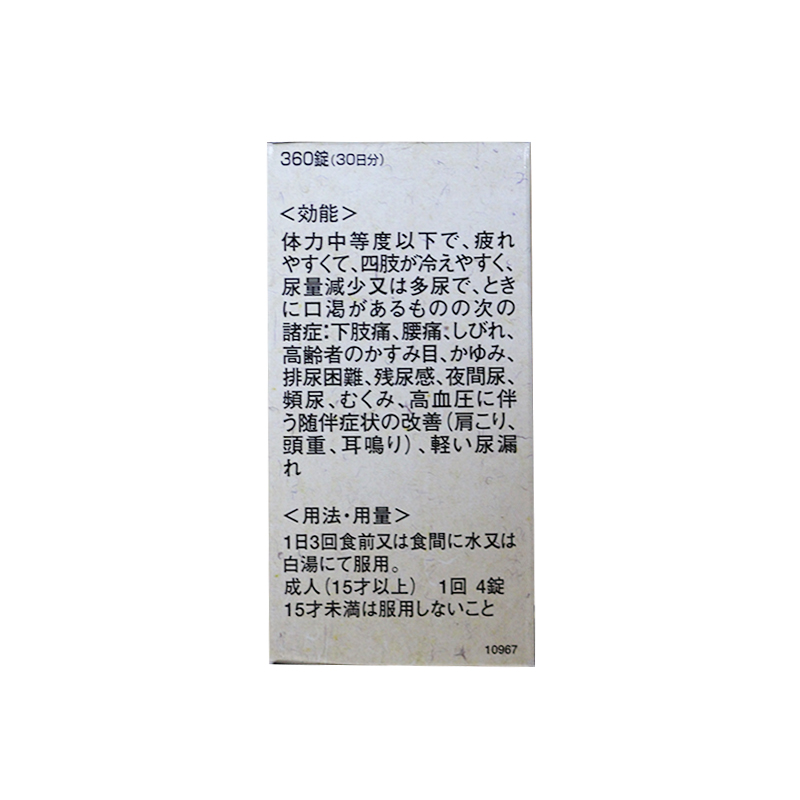 360錠(30日分)
＜効能＞
体力中等度以下で、疲れ
やすくて、四肢が冷えやすく、
尿量減少又は多尿で、とき
に口渇があるものの次の
諸症:下肢痛、腰痛、しびれ、
高齢者のかすみ目、かゆみ、
排尿困難、残尿感、夜間尿、
頻尿、むくみ、高血圧に伴
う随伴症状の改善(肩こり、
頭重、耳鳴り)、軽い尿漏
れ
＜用法・用量＞
1日3回食前又は食間に水又は
白湯にて服用。
成人(15才以上) 1回 4錠
15才未満は服用しないこと
10967